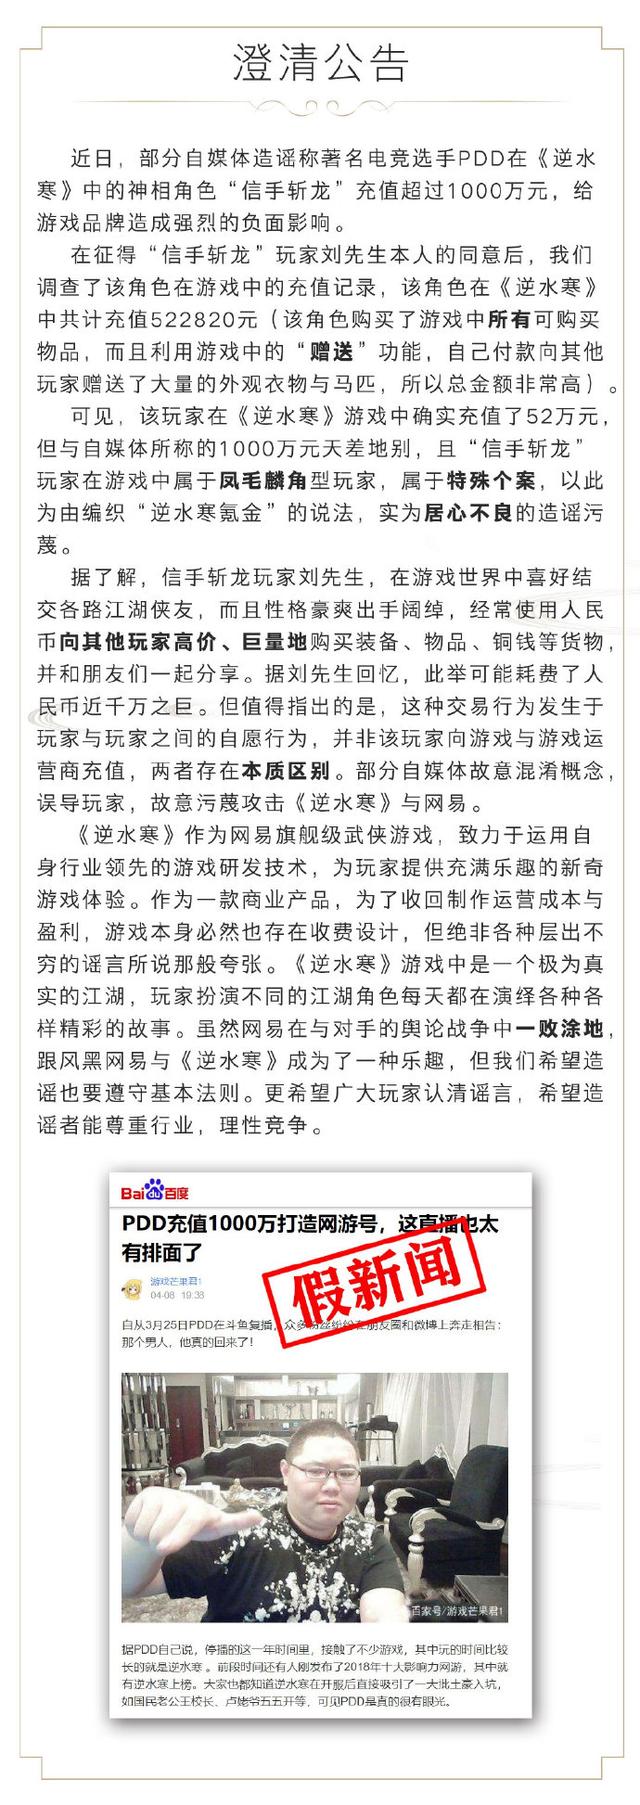 澄清公告
近日，部分自媒体造谣称著名电竞选手PDD在《逆水
寒》中的神相角色“信手斩龙”充值超过1000万元，给
游戏品牌造成强烈的负面影响。
在征得“信手斩龙”玩家刘先生本人的同意后，我们
调查了该角色在游戏中的充值记录，该角色在《逆水寒》
中共计充值522820元（该角色购买了游戏中所有可购买
物品，而且利用游戏中的“赠送”功能，自己付款向其他
玩家赠送了大量的外观衣物与马匹，所以总金额非常高）。
可见，该玩家在《逆水寒》游戏中确实充值了52万元，
但与自媒体所称的1000万元天差地别，且“信手斩龙”
玩家在游戏中属于凤毛麟角型玩家，属于特殊个案，以此
为由编织“逆水寒氪金”的说法，实为居心不良的造谣污
蔑。
据了解，信手斩龙玩家刘先生，在游戏世界中喜好结
交各路江湖侠友，而且性格豪爽出手阔绰，经常使用人民
币向其他玩家高价、巨量地购买装备、物品、铜钱等货物，
并和朋友们一起分享。据刘先生回忆，此举可能耗费了人
民币近千万之巨。但值得指出的是，这种交易行为发生于
玩家与玩家之间的自愿行为，并非该玩家向游戏与游戏运
营商充值，两者存在本质区别。部分自媒体故意混淆概念，
误导玩家，故意污蔑攻击《逆水寒》与网易。
《逆水寒》作为网易旗舰级武侠游戏，致力于运用自
身行业领先的游戏研发技术，为玩家提供充满乐趣的新奇
游戏体验。作为一款商业产品，为了收回制作运营成本与
盈利，游戏本身必然也存在收费设计，但绝非各种层出不
穷的谣言所说那般夸张。《逆水寒》游戏中是一个极为真
实的江湖，玩家扮演不同的江湖角色每天都在演绎各种各
样精彩的故事。虽然网易在与对手的舆论战争中一败涂地，
跟风黑网易与《逆水寒》成为了一种乐趣，但我们希望造
谣也要遵守基本法则。更希望广大玩家认清谣言，希望造
谣者能尊重行业，理性竞争。
Bai du 百度
PDD充值1000万打造网游号，这直播也太
有排面了
假新闻
游戏芒果君1
04-08 19:38
自从3月25日PDD在斗鱼复播，众多粉丝纷纷在朋友圈和微博上奔走相告：
那个男人，他真的回来了！
百家号/游戏芒果君1
据PDD自己说，停播的这一年时间里，接触了不少游戏，其中玩的时间比较
长的就是逆水寒。前段时间还有人刚发布了2018年十大影响力网游，其中就
有逆水寒上榜。大家也都知道逆水寒在开服后直接吸引了一大批土豪入坑，
如国民老公王校长、卢姥爷五五开等，可见PDD是真的很有眼光。